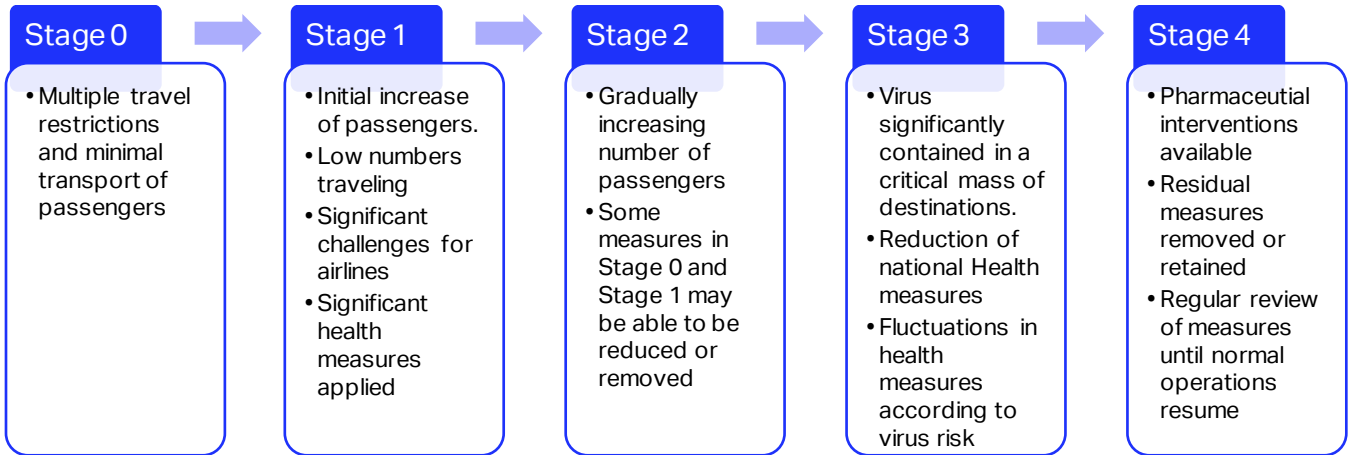 Stage 0
• Multiple travel
restrictions
and minimal
transport of
passengers
Stage 1
• Initial increase
of passengers.
• Low numbers
traveling
• Significant
challenges for
airlines
• Significant
health
measures
applied
Stage 2
• Gradually
increasing
number of
passengers
• Some
measures in
Stage 0 and
Stage 1 may
be able to be
reduced or
removed
Stage 3
• Virus
significantly
contained in a
critical mass of
destinations.
• Reduction of
national Health
measures
• Fluctuations in
health
measures
according to
virus risk
Stage 4
• Pharmaceutial
interventions
available
• Residual
measures
removed or
retained
• Regular review
of measures
until normal
operations
resume